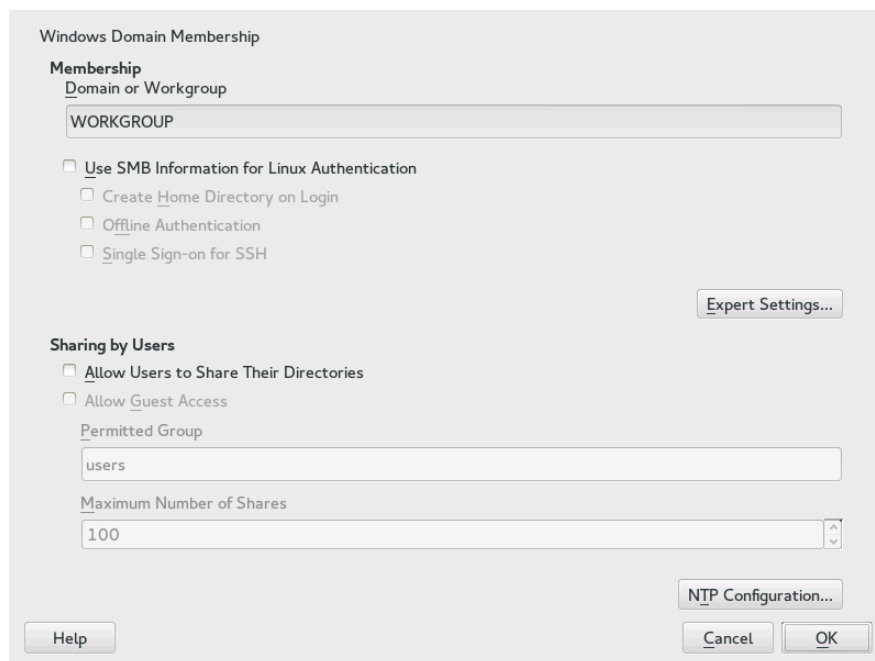 Windows Domain Membership
Membership
Domain or Workgroup
WORKGROUP
Use SMB Information for Linux Authentication
Create Home Directory on Login
Offline Authentication
Single Sign-on for SSH
Expert Settings...
Sharing by Users
Allow Users to Share Their Directories
Allow Guest Access
Permitted Group
users
Maximum Number of Shares
100
NTP Configuration...
Help
Cancel
OK